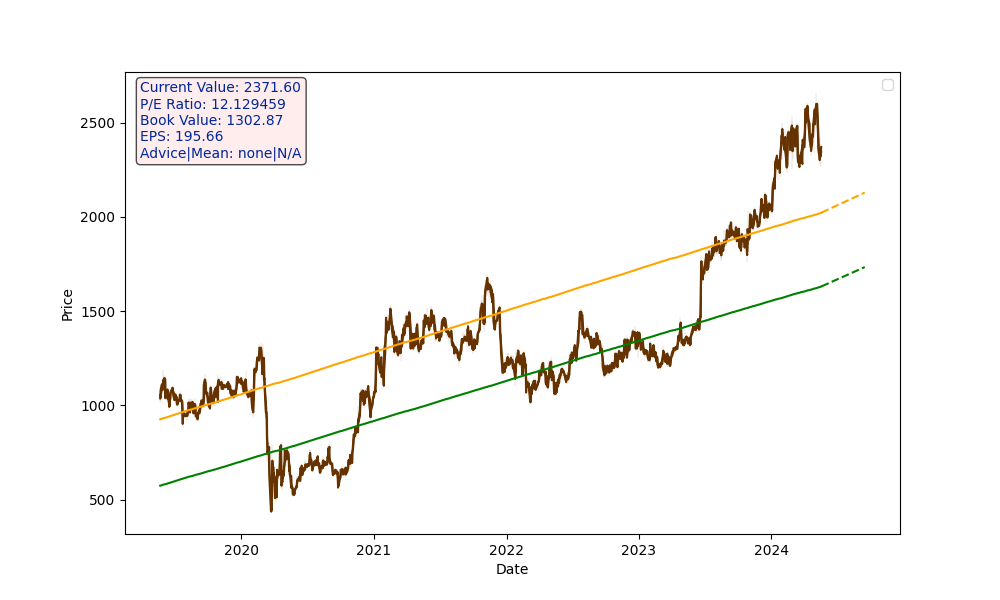 Current Value: 2371.60
P/E Ratio: 12.129459
Book Value: 1302.87
EPS: 195.66
Advice|Mean: none|N/A
2500
2000
1500
1000
500
Price
2020
2021
2022
2023
2024
Date